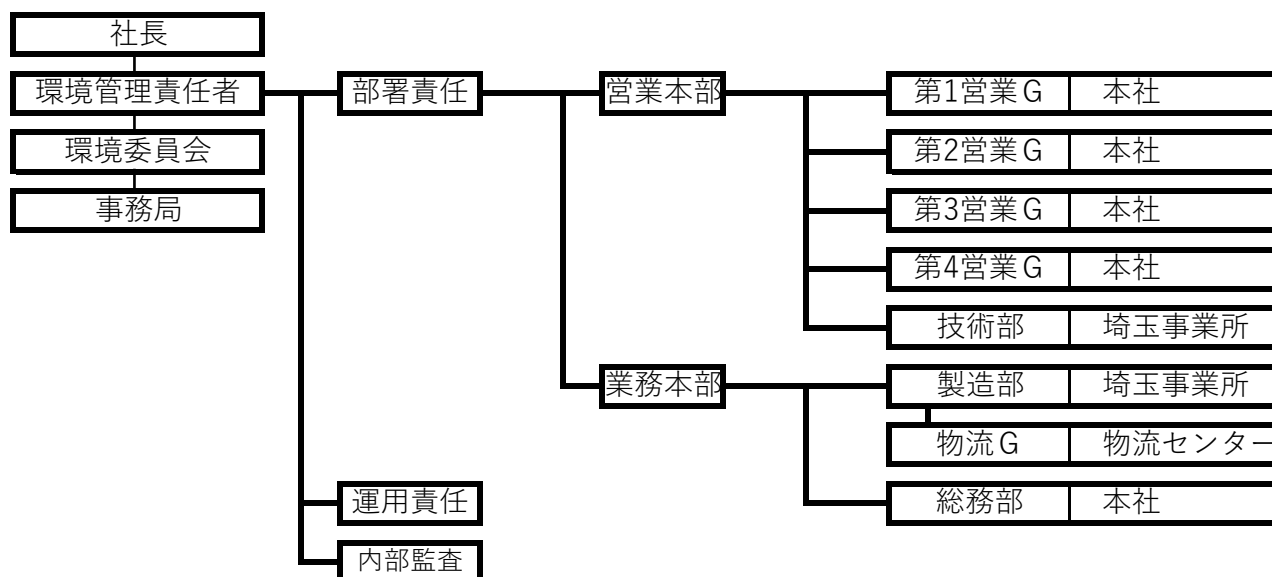 社長
環境管理責任者 部署責任 営業本部 第1営業G 本社
環境委員会 第2営業G 本社
事務局 第3営業G 本社
第4営業G 本社
技術部 埼玉事業所
業務本部 製造部 埼玉事業所
物流G 物流センター
運用責任 総務部 本社
内部監査